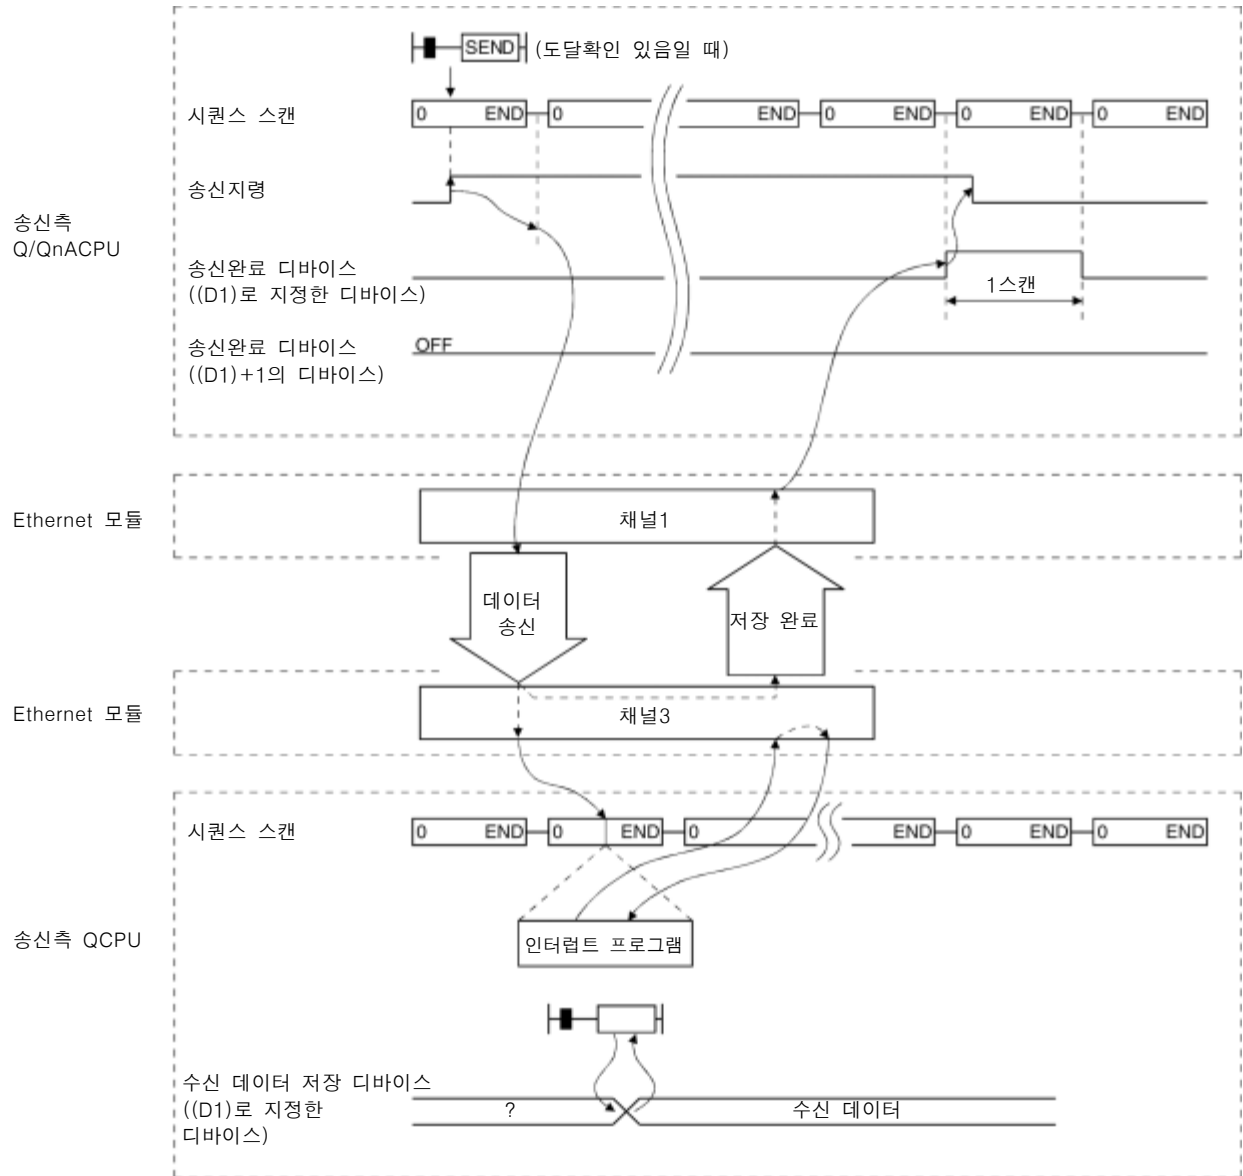 SEND (도달확인 있음일 때)
시퀀스 스캔
0 END 0 END 0 END 0 END 0 END
송신지령
송신측
Q/QnACPU
송신완료 디바이스
((D1)로 지정한 디바이스)
1스캔
송신완료 디바이스
((D1)+1의 디바이스)
OFF
Ethernet 모듈
채널1
데이터
송신
저장 완료
Ethernet 모듈
채널3
시퀀스 스캔
0 END 0 END 0 END 0 END 0 END
송신측 QCPU
인터럽트 프로그램
수신 데이터 저장 디바이스
((D1)로 지정한
디바이스)
?
수신 데이터